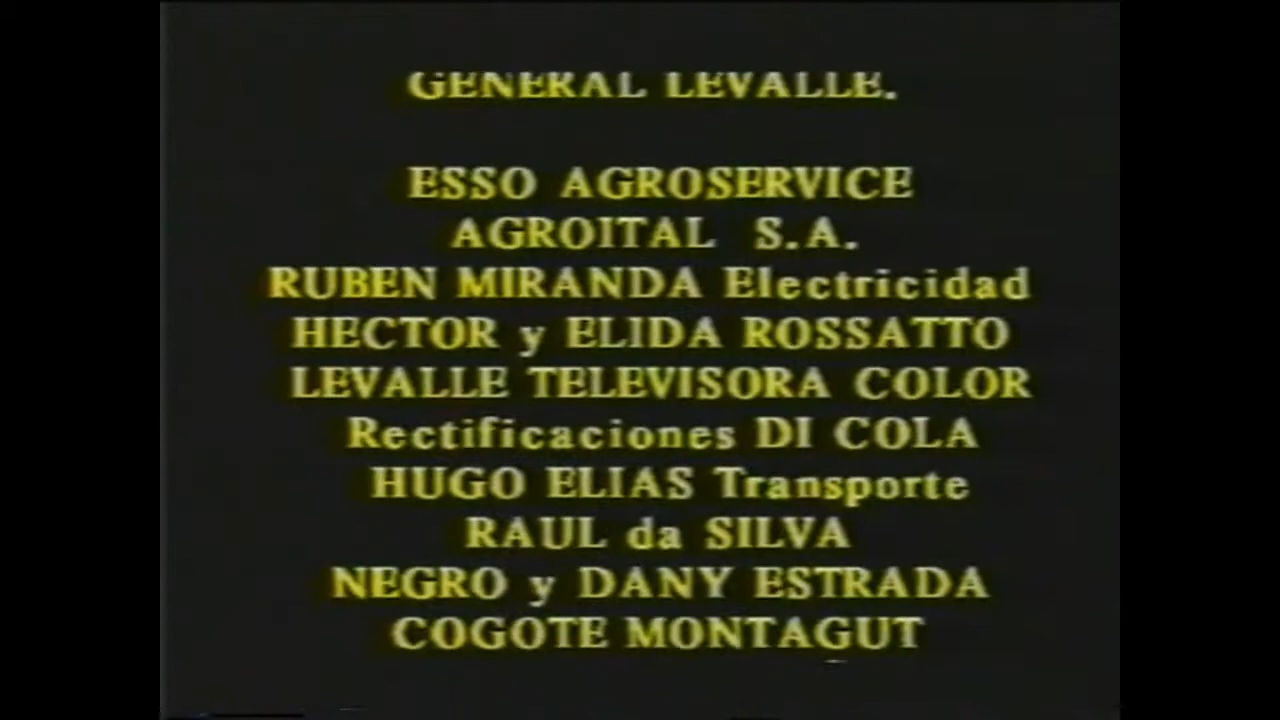 GENERAL LEVALLE.
ESSO AGROSERVICE
AGROITAL S.A.
RUBEN MIRANDA Electricidad
HECTOR y ELIDA ROSSATTO
LEVALLE TELEVISORA COLOR
Rectificaciones DI COLA
HUGO ELIAS Transporte
RAUL da SILVA
NEGRO y DANY ESTRADA
COGOTE MONTAGUT